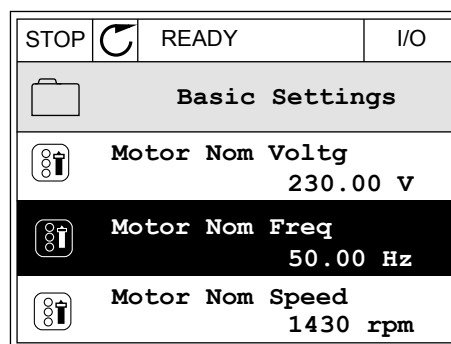 STOP READY I/O
Basic Settings
Motor Nom Voltg
230.00 V
Motor Nom Freq
50.00 Hz
Motor Nom Speed
1430 rpm